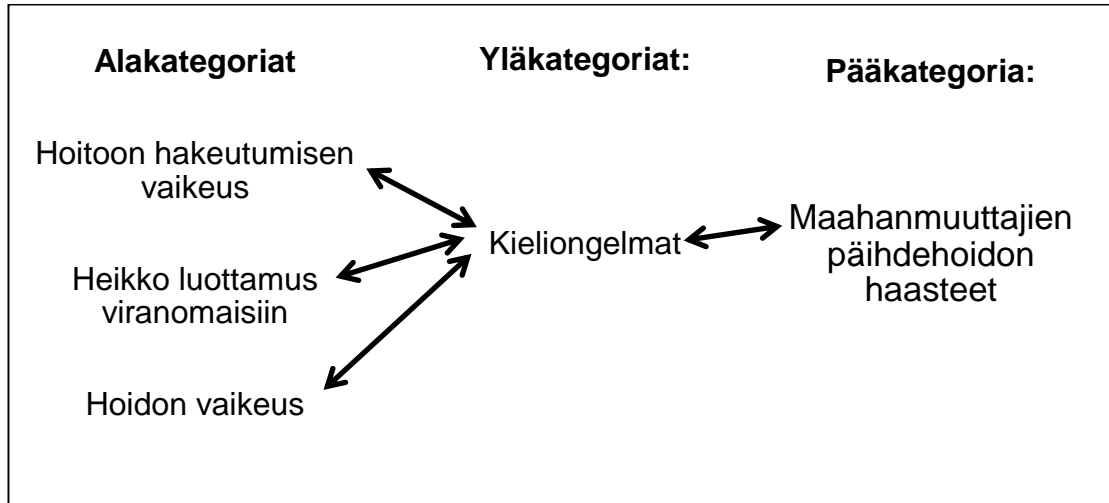 Alakategoriat
Yläkategoriat:
Pääkategoria:
Hoitoon hakeutumisen
vaikeus
Heikko luottamus
viranomaisiin
Hoidon vaikeus
Kieliongelmat
Maahanmuuttajien
päihdehoidon
haasteet